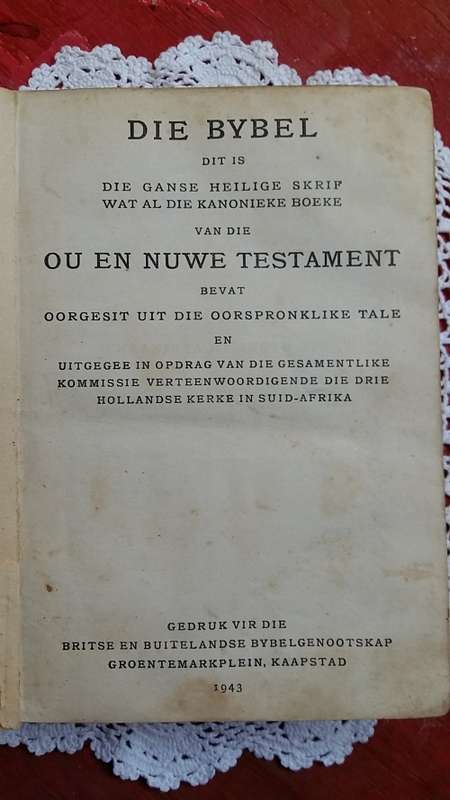 DIE BYBEL
DIT IS
DIE GANSE HEILIGE SKRIF
WAT AL DIE KANONIEKE BOEKE
VAN DIE
OU EN NUWE TESTAMENT
BEVAT
OORGESIT UIT DIE OORSPRONKLIKE TALE
EN
UITGEGEE IN OPDRAG VAN DIE GESAMENTLIKE
KOMMISSIE VERTEENWOORDIGENDE DIE DRIE
HOLLANDSE KERKE IN SUID-AFRIKA
GEDRUK VIR DIE
BRITSE EN BUITELANDSE BYBELGENOOTSKAP
GROENTEMARKPLEIN, KAAPSTAD
1943